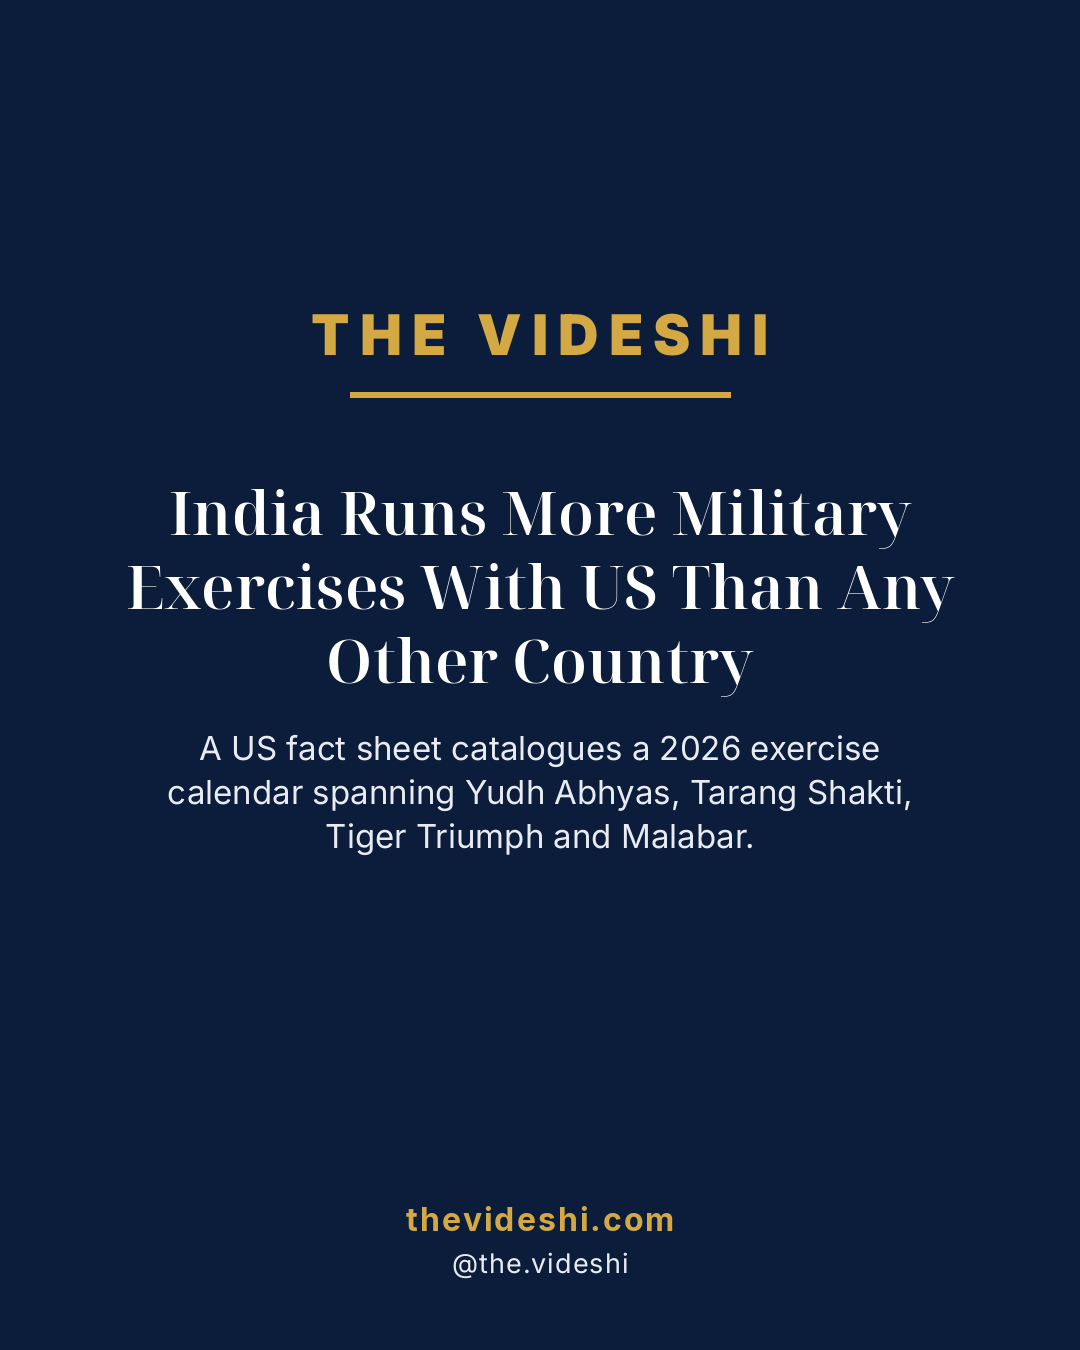 THE VIDESHI
India Runs More Military
Exercises With US Than Any
Other Country
A US fact sheet catalogues a 2026 exercise
calendar spanning Yudh Abhyas, Tarang Shakti,
Tiger Triumph and Malabar.
thevideshi.com
@the.videshi